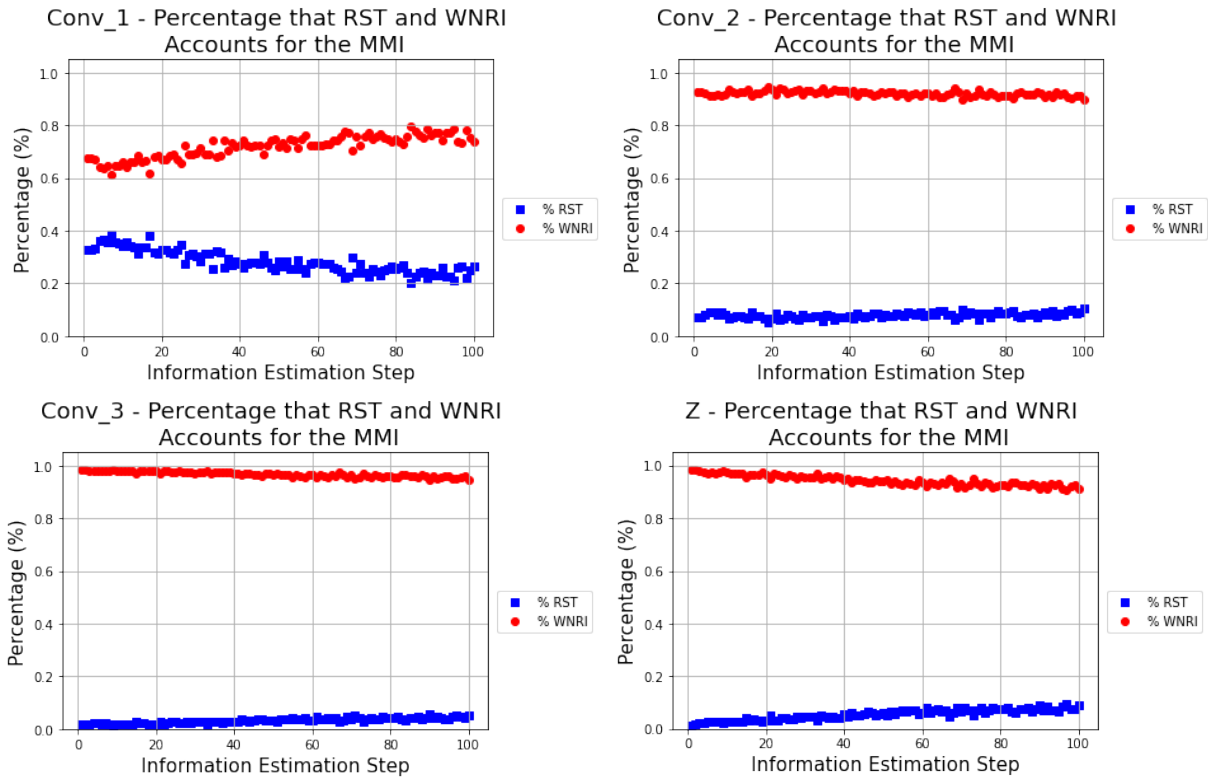 Conv_1 - Percentage that RST and WNRI
Accounts for the MMI
Percentage (%)
1.0
0.8
0.6
0.4
0.2
0.0
0 20 40 60 80 100
Information Estimation Step
% RST
% WNRI
Conv_2 - Percentage that RST and WNRI
Accounts for the MMI
Percentage (%)
1.0
0.8
0.6
0.4
0.2
0.0
0 20 40 60 80 100
Information Estimation Step
% RST
% WNRI
Conv_3 - Percentage that RST and WNRI
Accounts for the MMI
Percentage (%)
1.0
0.8
0.6
0.4
0.2
0.0
0 20 40 60 80 100
Information Estimation Step
% RST
% WNRI
Z - Percentage that RST and WNRI
Accounts for the MMI
Percentage (%)
1.0
0.8
0.6
0.4
0.2
0.0
0 20 40 60 80 100
Information Estimation Step
% RST
% WNRI